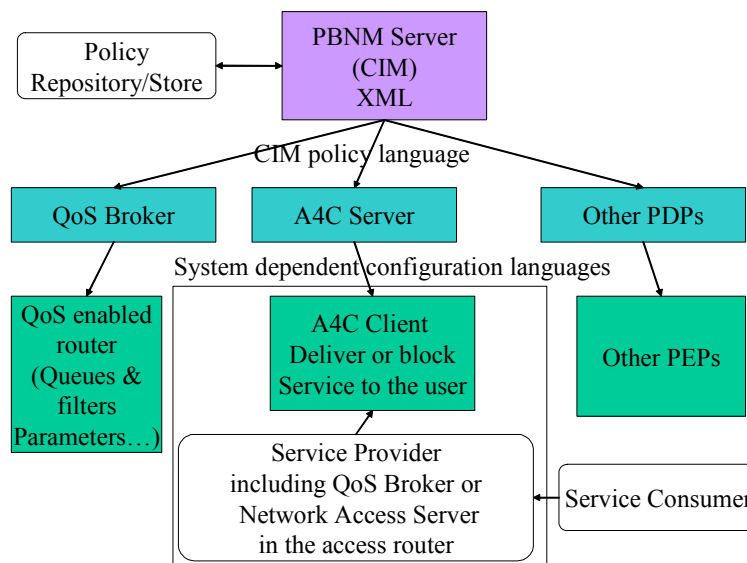 Policy
Repository/Store
PBNM Server
(CIM)
XML
CIM policy language
QoS Broker
A4C Server
Other PDPs
System dependent configuration languages
QoS enabled
router
(Queues &
filters
Parameters…)
A4C Client
Deliver or block
Service to the user
Other PEPs
Service Provider
including QoS Broker or
Network Access Server
in the access router
Service Consumer